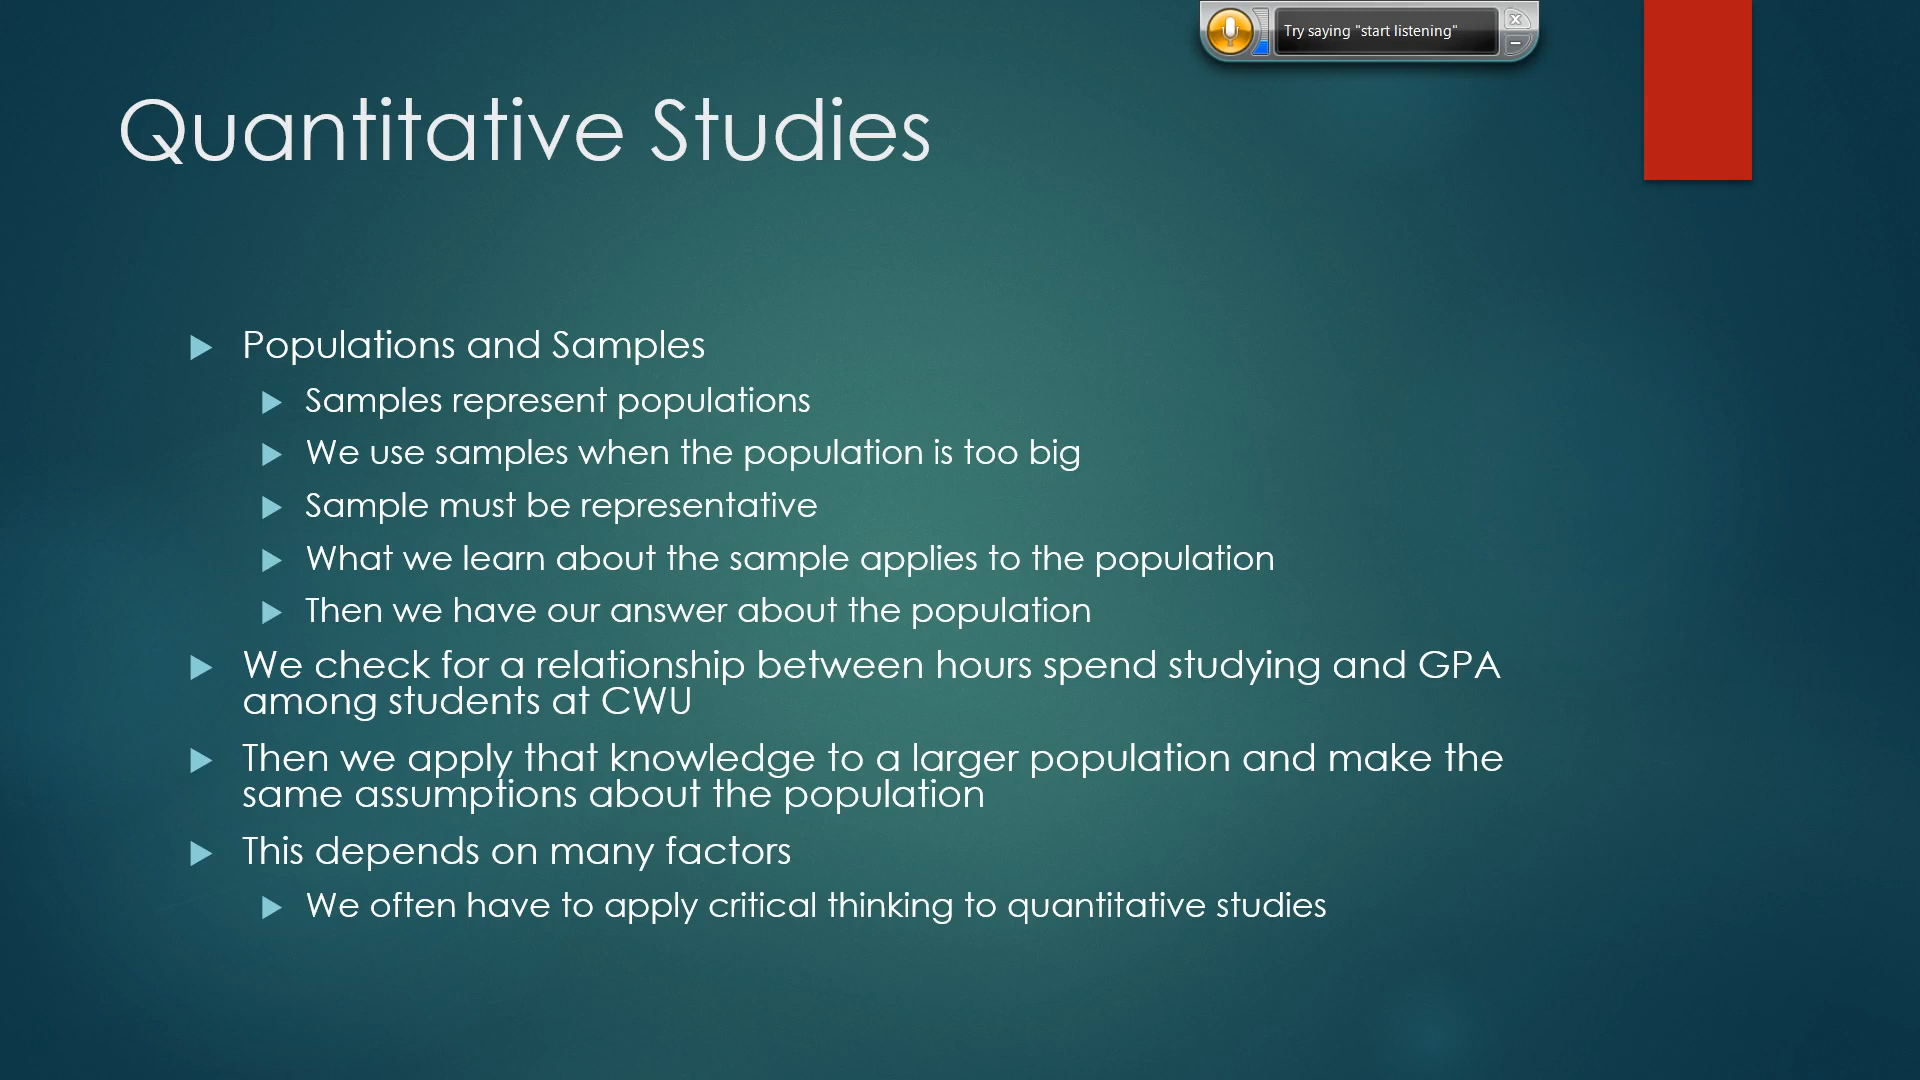 Try saying "start listening"
Quantitative Studies
Populations and Samples
Samples represent populations
We use samples when the population is too big
Sample must be representative
What we learn about the sample applies to the population
Then we have our answer about the population
We check for a relationship between hours spend studying and GPA
among students at CWU
Then we apply that knowledge to a larger population and make the
same assumptions about the population
This depends on many factors
We often have to apply critical thinking to quantitative studies